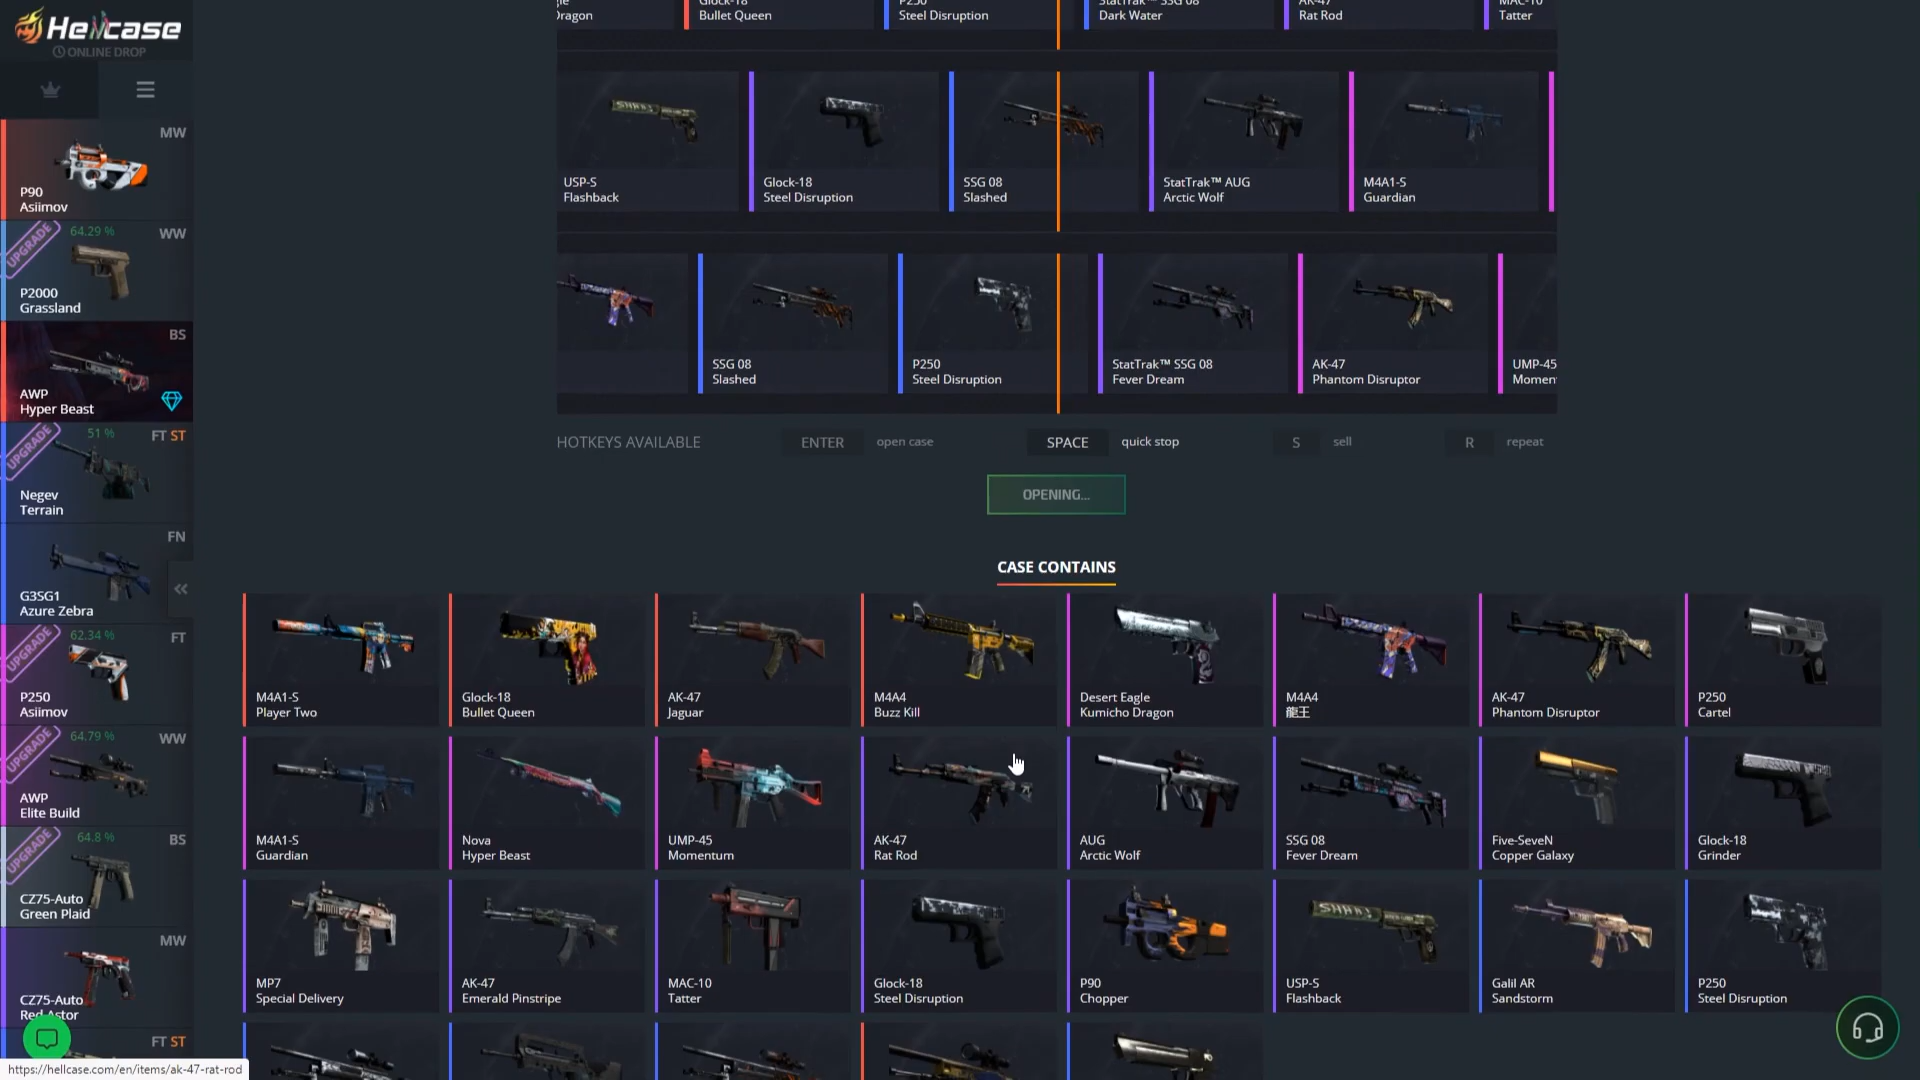 Hellcase
ONLINE DROP
MW
P90
Asiimov
UPGRADE
64.29 %
WW
P2000
Grassland
BS
AWP
Hyper Beast
UPGRADE
51 %
FT ST
Negev
Terrain
FN
G3SG1
Azure Zebra
UPGRADE
62.34 %
FT
P250
Asiimov
UPGRADE
64.79 %
WW
AWP
Elite Build
UPGRADE
64.8 %
BS
CZ75-Auto
Green Plaid
MW
CZ75-Auto
Red Astor
FT ST
Dragon
Glock-18
Bullet Queen
P250
Steel Disruption
StatTrak™ SSG 08
Dark Water
AK-47
Rat Rod
MAC-10
Tatter
USP-S
Flashback
Glock-18
Steel Disruption
SSG 08
Slashed
StatTrak™ AUG
Arctic Wolf
M4A1-S
Guardian
SSG 08
Slashed
P250
Steel Disruption
StatTrak™ SSG 08
Fever Dream
AK-47
Phantom Disruptor
UMP-45
HOTKEYS AVAILABLE
ENTER open case
SPACE quick stop
S sell
R repeat
OPENING...
CASE CONTAINS
M4A1-S
Player Two
Glock-18
Bullet Queen
AK-47
Jaguar
M4A4
Buzz Kill
Desert Eagle
Kumicho Dragon
M4A4
龍王
AK-47
Phantom Disruptor
P250
Cartel
M4A1-S
Guardian
Nova
Hyper Beast
UMP-45
Momentum
AK-47
Rat Rod
AUG
Arctic Wolf
SSG 08
Fever Dream
Five-SeveN
Copper Galaxy
Glock-18
Grinder
MP7
Special Delivery
AK-47
Emerald Pinstripe
MAC-10
Tatter
Glock-18
Steel Disruption
P90
Chopper
USP-S
Flashback
Galil AR
Sandstorm
P250
Steel Disruption
https://hellcase.com/en/items/ak-47-rat-rod